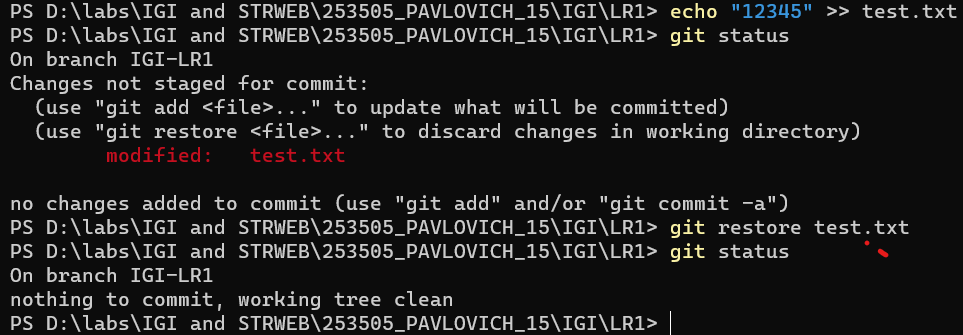 PS D:\labs\IGI and STRWEB\253505_PAVLOVICH_15\IGI\LR1> echo "12345" >> test.txt
PS D:\labs\IGI and STRWEB\253505_PAVLOVICH_15\IGI\LR1> git status
On branch IGI-LR1
Changes not staged for commit:
  (use "git add <file>..." to update what will be committed)
  (use "git restore <file>..." to discard changes in working directory)
        modified:   test.txt

no changes added to commit (use "git add" and/or "git commit -a")
PS D:\labs\IGI and STRWEB\253505_PAVLOVICH_15\IGI\LR1> git restore test.txt
PS D:\labs\IGI and STRWEB\253505_PAVLOVICH_15\IGI\LR1> git status
On branch IGI-LR1
nothing to commit, working tree clean
PS D:\labs\IGI and STRWEB\253505_PAVLOVICH_15\IGI\LR1>